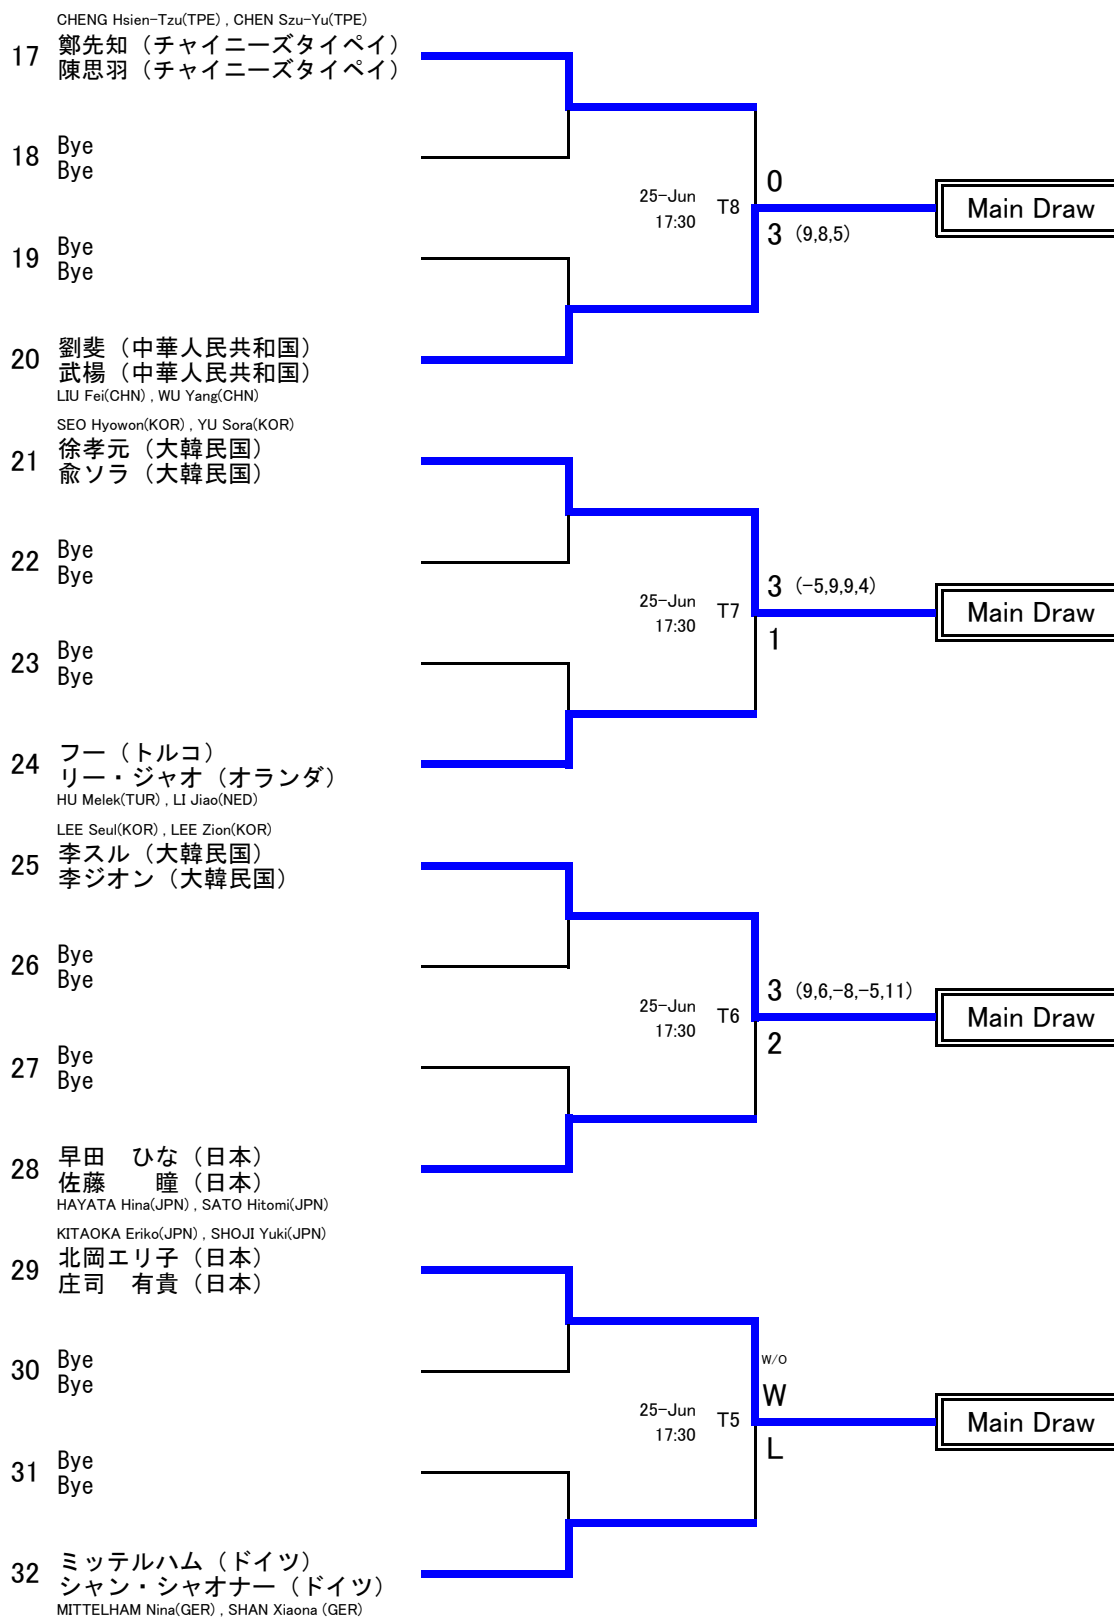 CHENG Hsien-Tzu(TPE) , CHEN Szu-Yu(TPE)
17 鄭先知（チャイニーズタイペイ）
陳思羽（チャイニーズタイペイ）
18 Bye
Bye
25-Jun T8
17:30
0
3 (9,8,5)
Main Draw
19 Bye
Bye
20 劉斐（中華人民共和国）
武楊（中華人民共和国）
LIU Fei(CHN) , WU Yang(CHN)
SEO Hyowon(KOR) , YU Sora(KOR)
21 徐孝元（大韓民国）
兪ソラ（大韓民国）
22 Bye
Bye
25-Jun T7
17:30
3 (-5,9,9,4)
1
Main Draw
23 Bye
Bye
24 フー（トルコ）
リー・ジャオ（オランダ）
HU Melek(TUR) , LI Jiao(NED)
LEE Seul(KOR) , LEE Zion(KOR)
25 李スル（大韓民国）
李ジオン（大韓民国）
26 Bye
Bye
25-Jun T6
17:30
3 (9,6,-8,-5,11)
2
Main Draw
27 Bye
Bye
28 早田　ひな（日本）
佐藤　　瞳（日本）
HAYATA Hina(JPN) , SATO Hitomi(JPN)
KITAOKA Eriko(JPN) , SHOJI Yuki(JPN)
29 北岡エリ子（日本）
庄司　有貴（日本）
30 Bye
Bye
25-Jun T5
17:30
W/O
W
L
Main Draw
31 Bye
Bye
32 ミッテルハム（ドイツ）
シャン・シャオナー（ドイツ）
MITTELHAM Nina(GER) , SHAN Xiaona (GER)